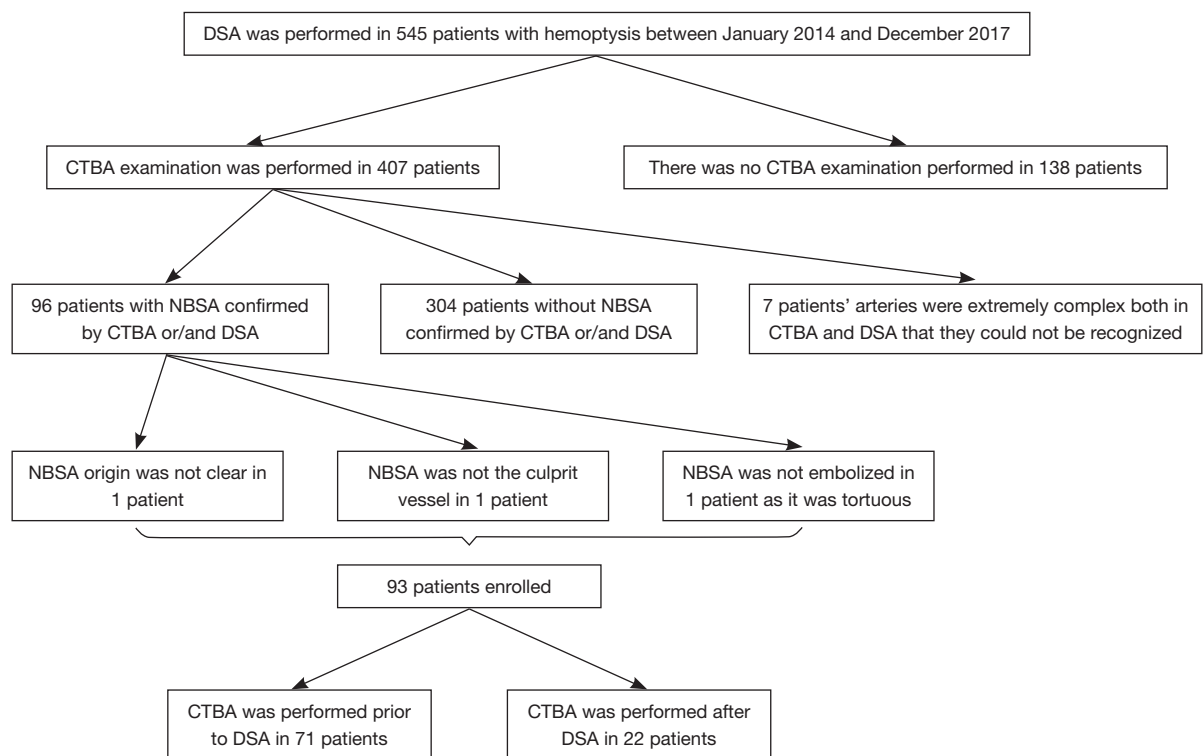 DSA was performed in 545 patients with hemoptysis between January 2014 and December 2017
CTBA examination was performed in 407 patients
There was no CTBA examination performed in 138 patients
96 patients with NBSA confirmed
by CTBA or/and DSA
304 patients without NBSA
confirmed by CTBA or/and DSA
7 patients’ arteries were extremely complex both in
CTBA and DSA that they could not be recognized
NBSA origin was not clear in
1 patient
NBSA was not the culprit
vessel in 1 patient
NBSA was not embolized in
1 patient as it was tortuous
93 patients enrolled
CTBA was performed prior
to DSA in 71 patients
CTBA was performed after
DSA in 22 patients